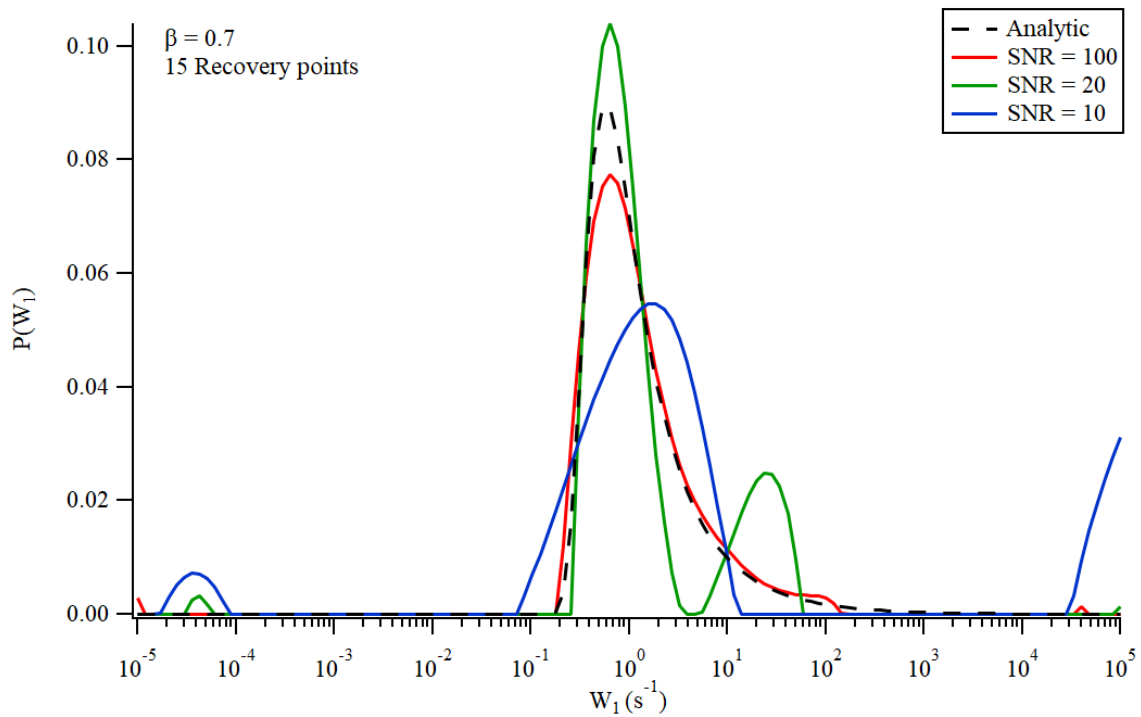 β = 0.7
15 Recovery points
Analytic
SNR = 100
SNR = 20
SNR = 10
P(W₁)
0.10
0.08
0.06
0.04
0.02
0.00
10⁻⁵ 10⁻⁴ 10⁻³ 10⁻² 10⁻¹ 10⁰ 10¹ 10² 10³ 10⁴ 10⁵
W₁ (s⁻¹)